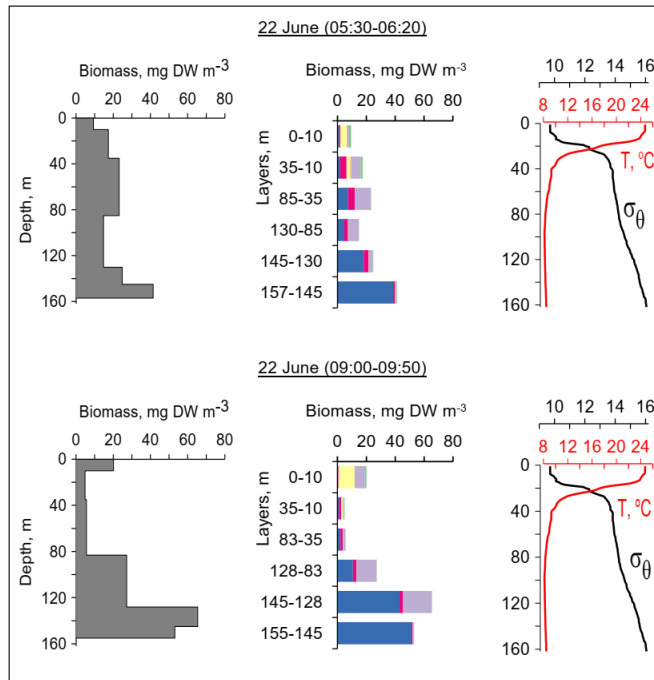 22 June (05:30-06:20)
Biomass, mg DW m-3
0 20 40 60 80
Depth, m
0
40
80
120
160
Biomass, mg DW m-3
0 20 40 60 80
Layers, m
0-10
35-10
85-35
130-85
145-130
157-145
10 12 14 16
8 12 16 20 24
T, ºC
σθ
0
40
80
120
160
22 June (09:00-09:50)
Biomass, mg DW m-3
0 20 40 60 80
Depth, m
0
40
80
120
160
Biomass, mg DW m-3
0 20 40 60 80
Layers, m
0-10
35-10
83-35
128-83
145-128
155-145
10 12 14 16
8 12 16 20 24
T, ºC
σθ
0
40
80
120
160